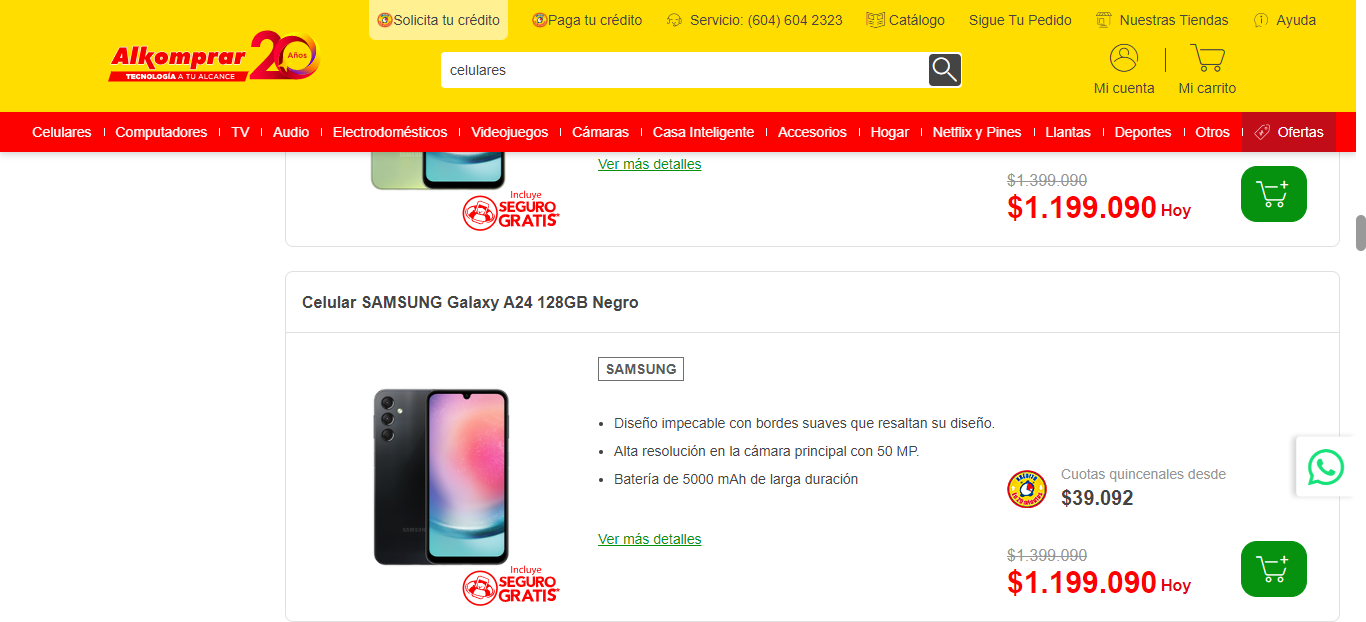 Solicita tu crédito
Paga tu crédito
Servicio: (604) 604 2323
Catálogo
Sigue Tu Pedido
Nuestras Tiendas
Ayuda
Alkomprar 20 Años
TECNOLOGÍA A TU ALCANCE
celulares
Mi cuenta
Mi carrito
Celulares
Computadores
TV
Audio
Electrodomésticos
Videojuegos
Cámaras
Casa Inteligente
Accesorios
Hogar
Netflix y Pines
Llantas
Deportes
Otros
Ofertas
Ver más detalles
Incluye
SEGURO
GRATIS*
$1.399.090
$1.199.090 Hoy
Celular SAMSUNG Galaxy A24 128GB Negro
SAMSUNG
Diseño impecable con bordes suaves que resaltan su diseño.
Alta resolución en la cámara principal con 50 MP.
Batería de 5000 mAh de larga duración
Ver más detalles
Incluye
SEGURO
GRATIS*
Cuotas quincenales desde
$39.092
$1.399.090
$1.199.090 Hoy